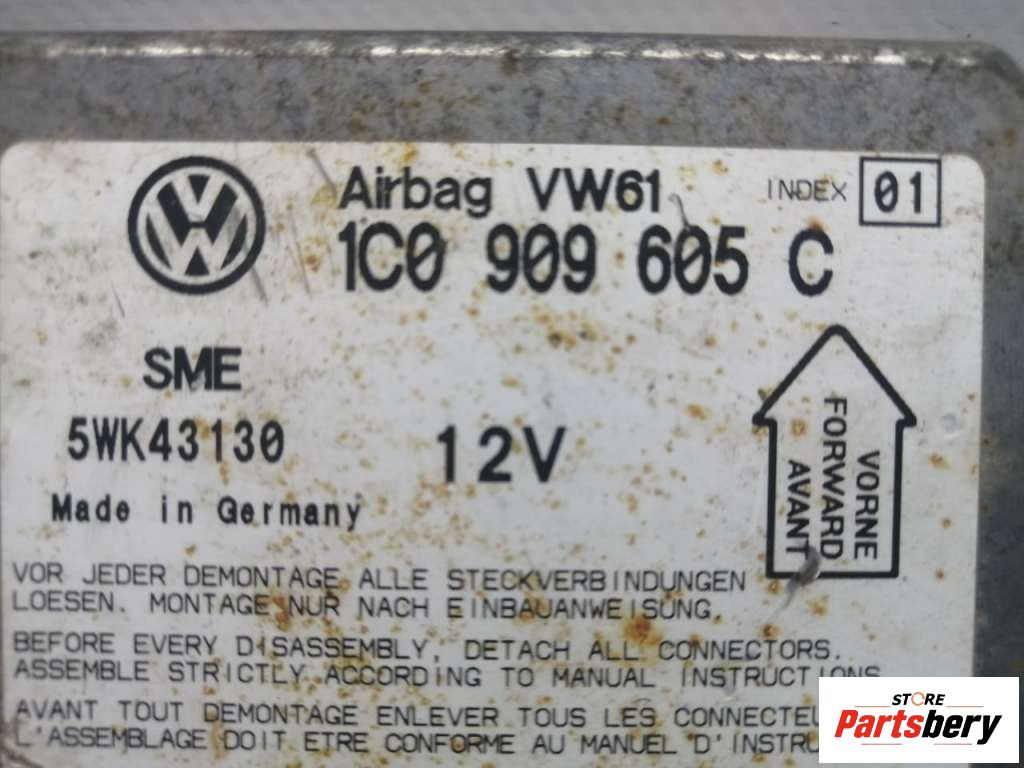 Airbag VW61 INDEX 01
1C0 909 605 C
SME
5WK43130
12V
Made in Germany
VORNE
FORWARD
AVANT
VOR JEDER DEMONTAGE ALLE STECKVERBINDUNGEN
LOESEN. MONTAGE NUR NACH EINBAUANWEISUNG.
BEFORE EVERY DISASSEMBLY, DETACH ALL CONNECTORS.
ASSEMBLE STRICTLY ACCORDING TO MANUAL INSTRUCTIONS
AVANT TOUT DEMONTAGE ENLEVER TOUS LES CONNECTEU
L'ASSEMBLAGE DOIT ETRE CONFORME AU MANUEL D'INSTRU
STORE
Partsbery